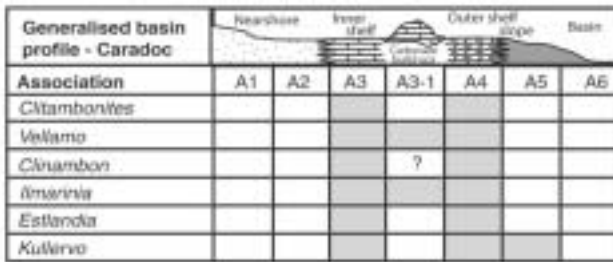 Generalised basin
profile - Caradoc
Nearshore
Inner
shelf
Outer shelf
slope
Basin
Association A1 A2 A3 A3-1 A4 A5 A6
Clitambonites
Vellamo
Clinambon ?
Ilmarinia
Estlandia
Kullervo